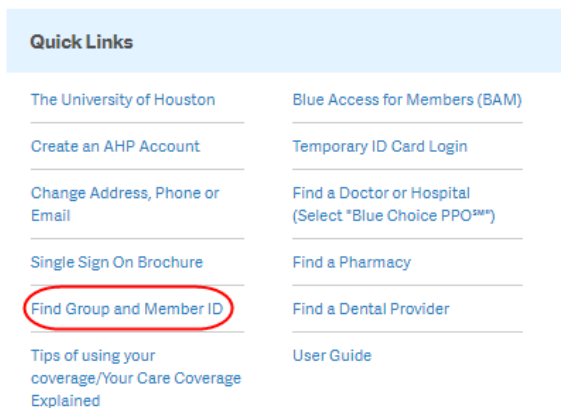 Quick Links
The University of Houston
Create an AHP Account
Change Address, Phone or
Email
Single Sign On Brochure
Find Group and Member ID
Tips of using your
coverage/Your Care Coverage
Explained
Blue Access for Members (BAM)
Temporary ID Card Login
Find a Doctor or Hospital
(Select "Blue Choice PPO℠")
Find a Pharmacy
Find a Dental Provider
User Guide